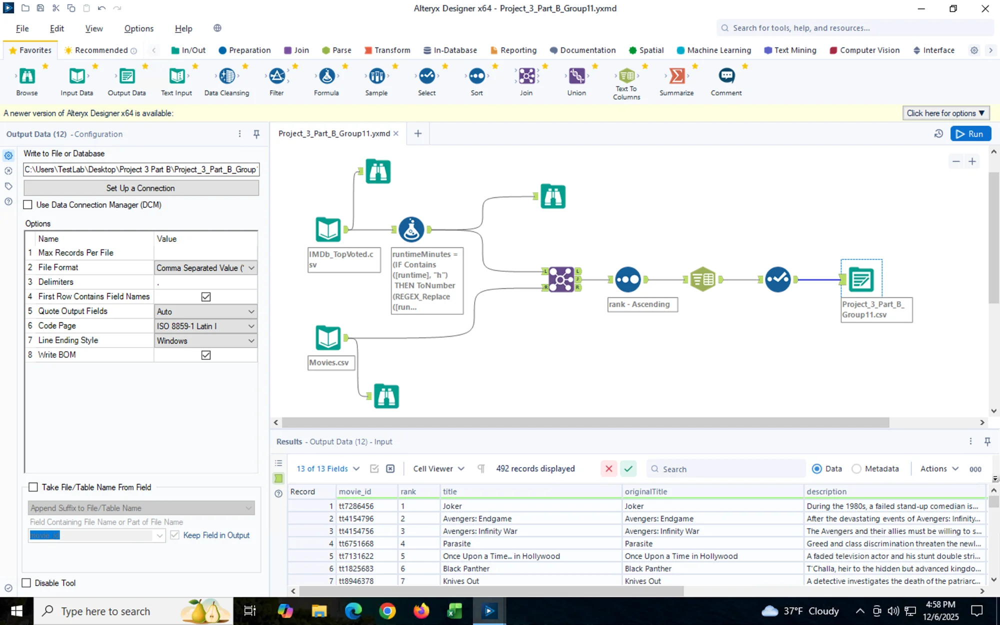 Alteryx Designer x64 - Project_3_Part_B_Group11.yxmd
File Edit View Options Help
Search for tools, help, and resources...
Favorites Recommended In/Out Preparation Join Parse Transform In-Database Reporting Documentation Spatial Machine Learning Text Mining Computer Vision Interface
Browse Input Data Output Data Text Input Data Cleansing Filter Formula Sample Select Sort Join Union Text To Columns Summarize Comment
A newer version of Alteryx Designer x64 is available:
Click here for options ▼
Output Data (12) - Configuration
Write to File or Database
C:\Users\TestLab\Desktop\Project 3 Part B\Project_3_Part_B_Group
Set Up a Connection
Use Data Connection Manager (DCM)
Options
Name Value
1 Max Records Per File
2 File Format Comma Separated Value (
3 Delimiters ,
4 First Row Contains Field Names
5 Quote Output Fields Auto
6 Code Page ISO 8859-1 Latin I
7 Line Ending Style Windows
8 Write BOM
Take File/Table Name From Field
Append Suffix to File/Table Name
Field Containing File Name or Part of File Name
movie_id
Keep Field in Output
Disable Tool
Project_3_Part_B_Group11.yxmd
Run
IMDb_TopVoted.c
sv
runtimeMinutes =
(IF Contains
([runtime], "h")
THEN ToNumber
(REGEX_Replace
([run...
L
R
L
J
R
rank - Ascending
Project_3_Part_B_
Group11.csv
Movies.csv
Results - Output Data (12) - Input
13 of 13 Fields Cell Viewer 492 records displayed Search Data Metadata Actions 000
Record movie_id rank title originalTitle description
1 tt7286456 1 Joker Joker During the 1980s, a failed stand-up comedian is...
2 tt4154796 2 Avengers: Endgame Avengers: Endgame After the devastating events of Avengers: Infinity...
3 tt4154756 3 Avengers: Infinity War Avengers: Infinity War The Avengers and their allies must be willing to s...
4 tt6751668 4 Parasite Parasite Greed and class discrimination threaten the newl...
5 tt7131622 5 Once Upon a Time... in Hollywood Once Upon a Time in Hollywood A faded television actor and his stunt double stri...
6 tt1825683 6 Black Panther Black Panther T'Challa, heir to the hidden but advanced kingdo...
7 tt8946378 7 Knives Out Knives Out A detective investigates the death of the patriarc...
Type here to search
37°F Cloudy
4:58 PM
12/6/2025